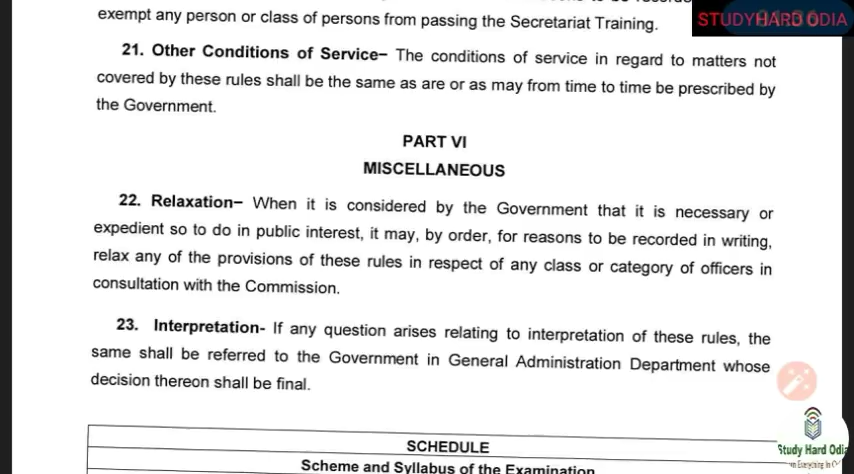 exempt any person or class of persons from passing the Secretariat Training.
STUDYHARD ODIA
21. Other Conditions of Service– The conditions of service in regard to matters not
covered by these rules shall be the same as are or as may from time to time be prescribed by
the Government.
PART VI
MISCELLANEOUS
22. Relaxation– When it is considered by the Government that it is necessary or
expedient so to do in public interest, it may, by order, for reasons to be recorded in writing,
relax any of the provisions of these rules in respect of any class or category of officers in
consultation with the Commission.
23. Interpretation- If any question arises relating to interpretation of these rules, the
same shall be referred to the Government in General Administration Department whose
decision thereon shall be final.
SCHEDULE
Scheme and Syllabus of the Examination
Study Hard Odia